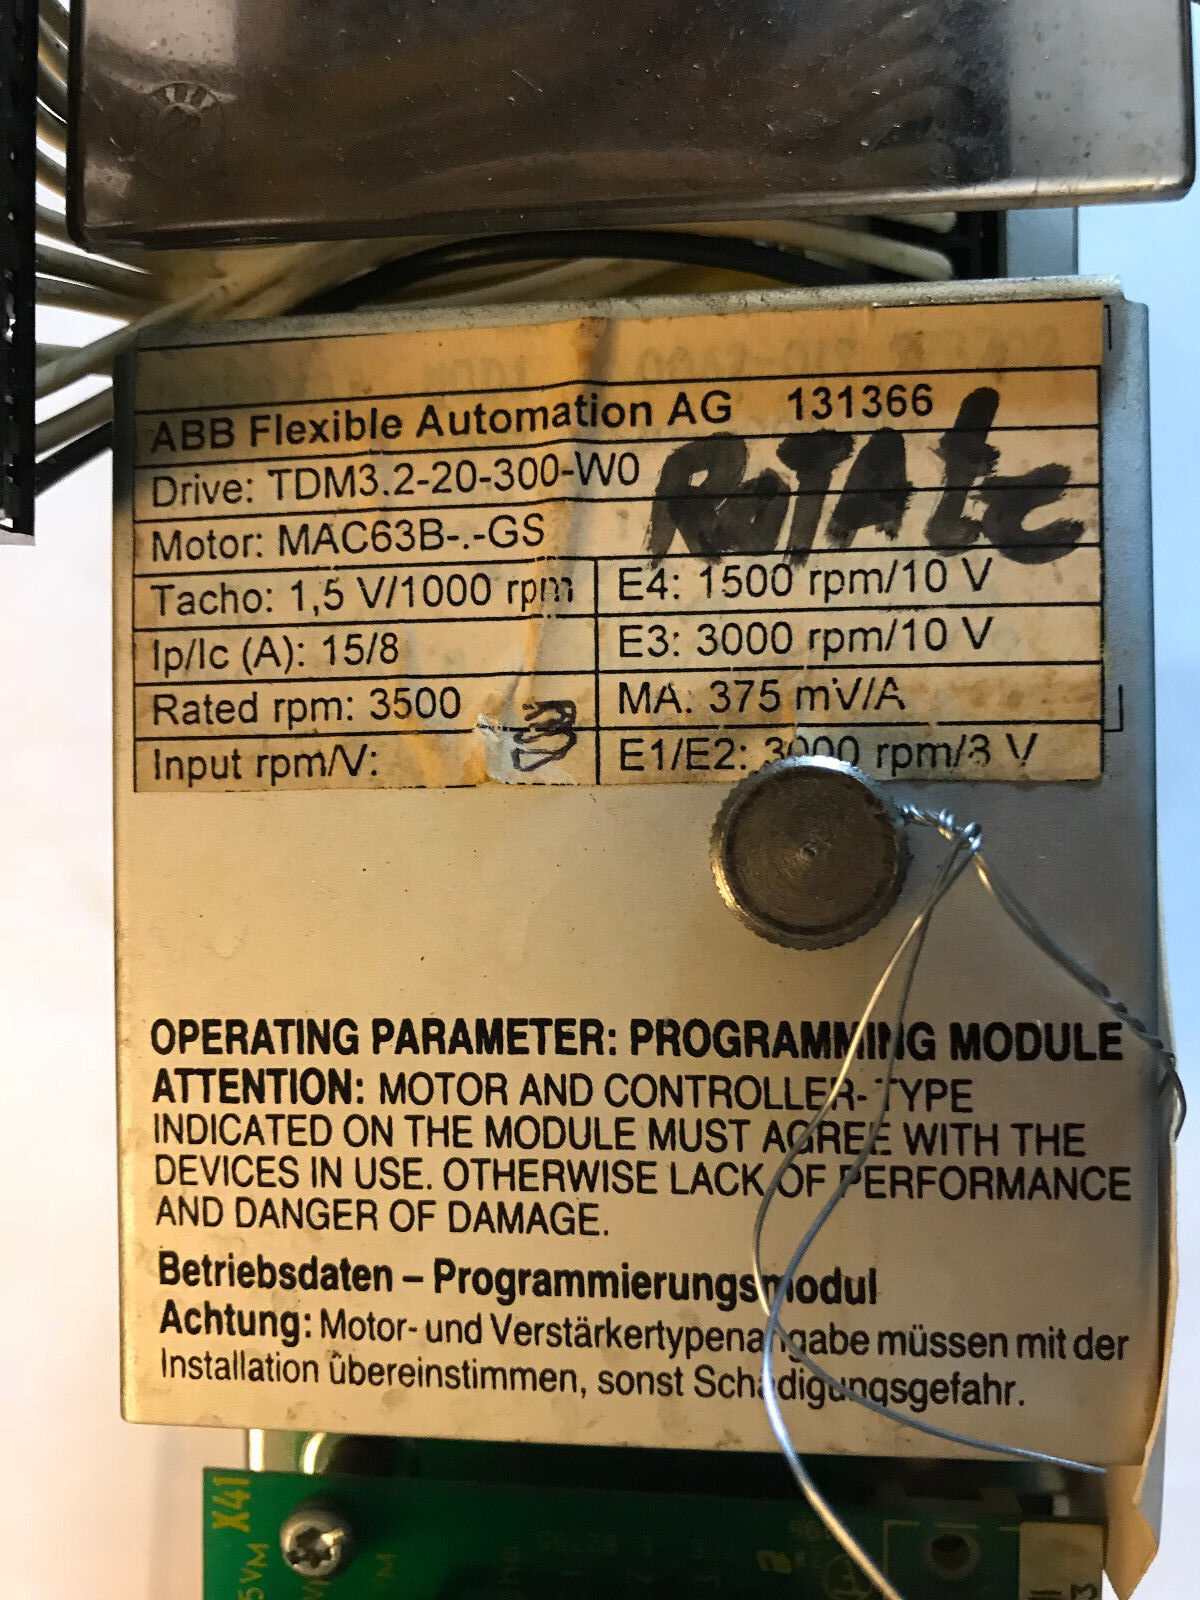 ABB Flexible Automation AG 131366
Drive: TDM3.2-20-300-W0
ROTATE
Motor: MAC63B-.-GS
Tacho: 1,5 V/1000 rpm
E4: 1500 rpm/10 V
Ip/Ic (A): 15/8
E3: 3000 rpm/10 V
Rated rpm: 3500
MA: 375 mV/A
Input rpm/V:
E1/E2: 3000 rpm/3 V
OPERATING PARAMETER: PROGRAMMING MODULE
ATTENTION: MOTOR AND CONTROLLER-TYPE
INDICATED ON THE MODULE MUST AGREE WITH THE
DEVICES IN USE. OTHERWISE LACK OF PERFORMANCE
AND DANGER OF DAMAGE.
Betriebsdaten – Programmierungsmodul
Achtung: Motor- und Verstärkertypenangabe müssen mit der
Installation übereinstimmen, sonst Schädigungsgefahr.
X41